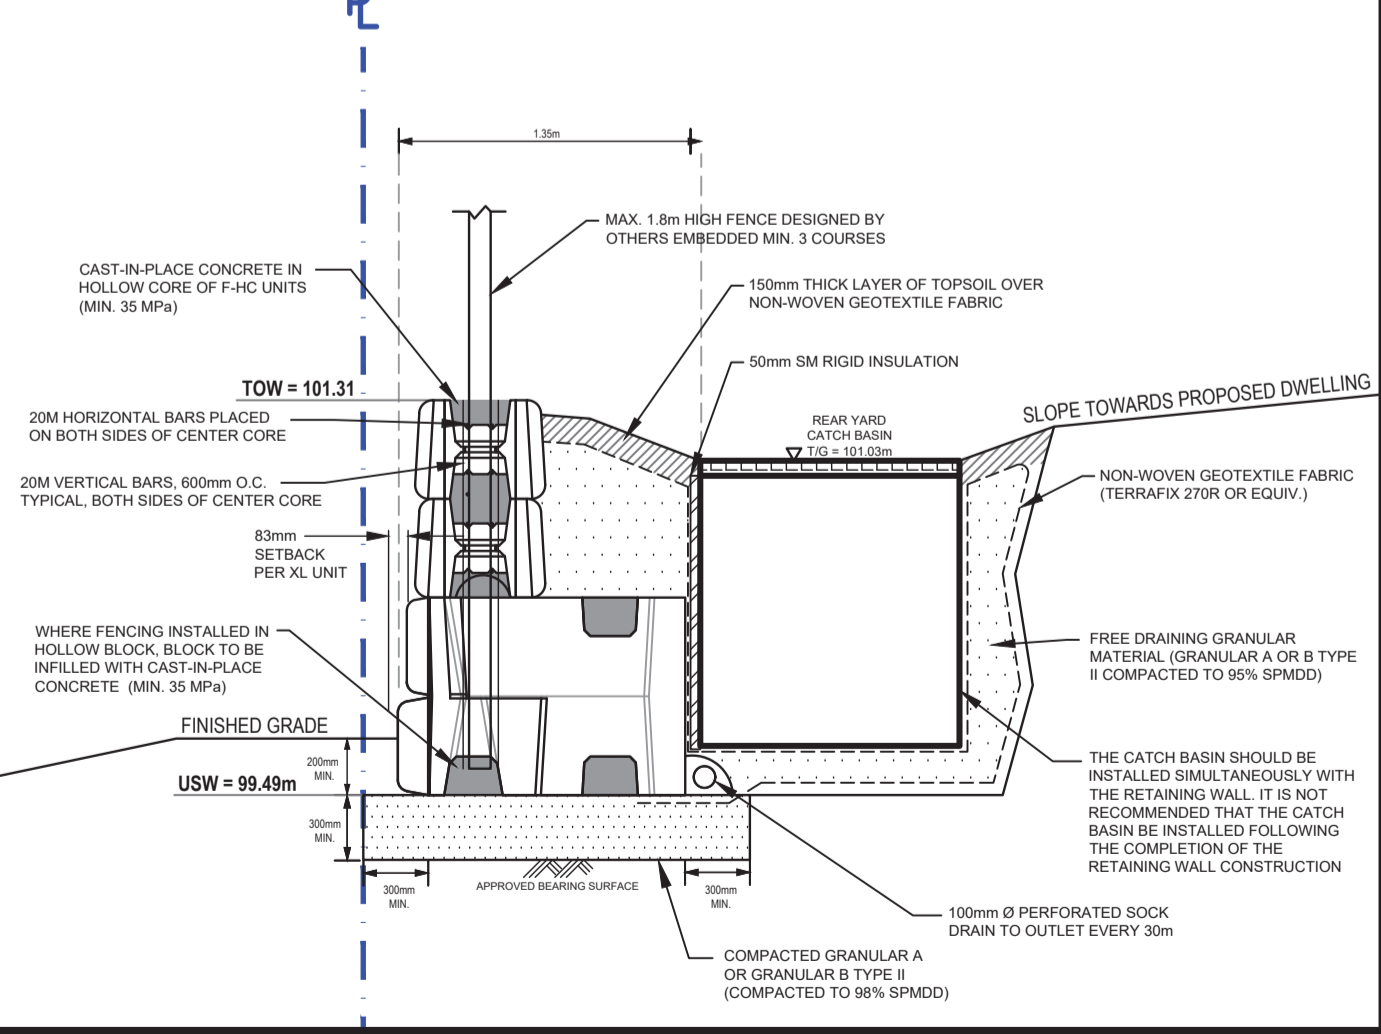 PL
1.35m
MAX. 1.8m HIGH FENCE DESIGNED BY
OTHERS EMBEDDED MIN. 3 COURSES
CAST-IN-PLACE CONCRETE IN
HOLLOW CORE OF F-HC UNITS
(MIN. 35 MPa)
150mm THICK LAYER OF TOPSOIL OVER
NON-WOVEN GEOTEXTILE FABRIC
50mm SM RIGID INSULATION
TOW = 101.31
SLOPE TOWARDS PROPOSED DWELLING
20M HORIZONTAL BARS PLACED
ON BOTH SIDES OF CENTER CORE
REAR YARD
CATCH BASIN
T/G = 101.03m
20M VERTICAL BARS, 600mm O.C.
TYPICAL, BOTH SIDES OF CENTER CORE
NON-WOVEN GEOTEXTILE FABRIC
(TERRAFIX 270R OR EQUIV.)
83mm
SETBACK
PER XL UNIT
WHERE FENCING INSTALLED IN
HOLLOW BLOCK, BLOCK TO BE
INFILLED WITH CAST-IN-PLACE
CONCRETE (MIN. 35 MPa)
FREE DRAINING GRANULAR
MATERIAL (GRANULAR A OR B TYPE
II COMPACTED TO 95% SPMDD)
FINISHED GRADE
200mm
MIN.
USW = 99.49m
THE CATCH BASIN SHOULD BE
INSTALLED SIMULTANEOUSLY WITH
THE RETAINING WALL. IT IS NOT
RECOMMENDED THAT THE CATCH
BASIN BE INSTALLED FOLLOWING
THE COMPLETION OF THE
RETAINING WALL CONSTRUCTION
300mm
MIN.
300mm
MIN.
APPROVED BEARING SURFACE
300mm
MIN.
100mm Ø PERFORATED SOCK
DRAIN TO OUTLET EVERY 30m
COMPACTED GRANULAR A
OR GRANULAR B TYPE II
(COMPACTED TO 98% SPMDD)